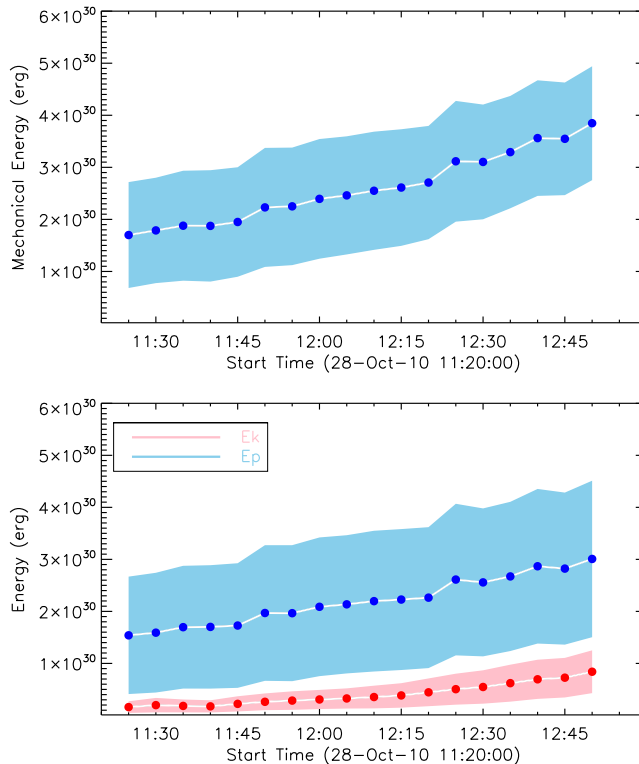 Mechanical Energy (erg)
6×10³⁰
5×10³⁰
4×10³⁰
3×10³⁰
2×10³⁰
1×10³⁰
11:30 11:45 12:00 12:15 12:30 12:45
Start Time (28-Oct-10 11:20:00)
Energy (erg)
6×10³⁰
5×10³⁰
4×10³⁰
3×10³⁰
2×10³⁰
1×10³⁰
Ek
Ep
11:30 11:45 12:00 12:15 12:30 12:45
Start Time (28-Oct-10 11:20:00)